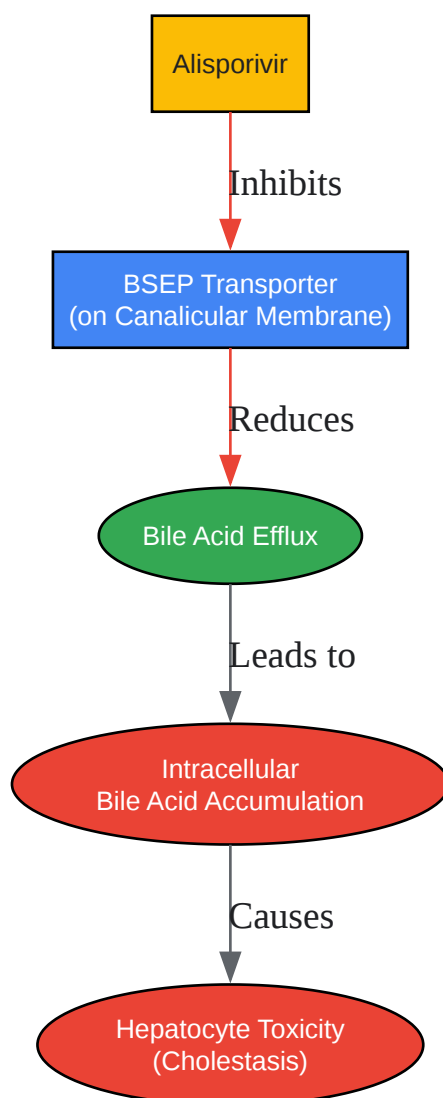 Alisporivir
Inhibits
BSEP Transporter
(on Canalicular Membrane)
Reduces
Bile Acid Efflux
Leads to
Intracellular
Bile Acid Accumulation
Causes
Hepatocyte Toxicity
(Cholestasis)